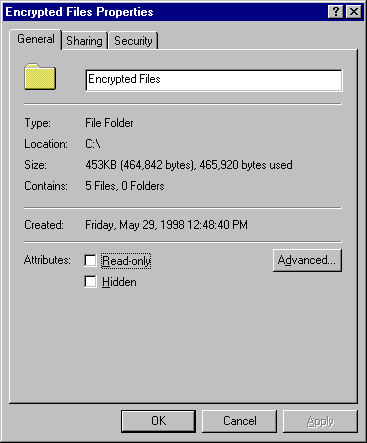 Encrypted Files Properties
General Sharing Security
Encrypted Files
Type: File Folder
Location: C:\
Size: 453KB (464,842 bytes), 465,920 bytes used
Contains: 5 Files, 0 Folders
Created: Friday, May 29, 1998 12:48:40 PM
Attributes: Read-only Advanced...
Hidden
OK Cancel Apply